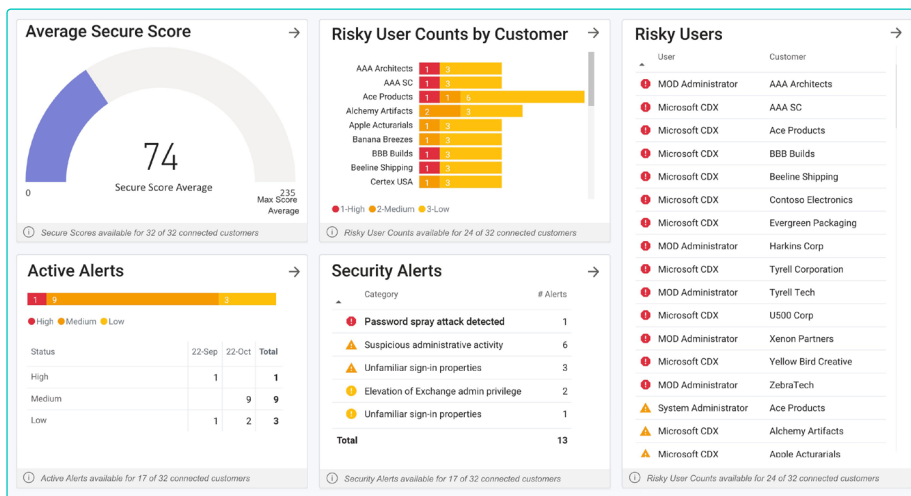 Average Secure Score
74
Secure Score Average
0
235
Max Score
Average
Secure Scores available for 32 of 32 connected customers
Risky User Counts by Customer
AAA Architects 1 3
AAA SC 1 3
Ace Products 1 1 6
Alchemy Artifacts 2 3
Apple Acturarials 1 3
Banana Breezes 1 3
BBB Builds 1 3
Beeline Shipping 1 3
Certex USA 1 3
1-High 2-Medium 3-Low
Risky User Counts available for 24 of 32 connected customers
Risky Users
User Customer
MOD Administrator AAA Architects
Microsoft CDX AAA SC
Microsoft CDX Ace Products
Microsoft CDX BBB Builds
Microsoft CDX Beeline Shipping
Microsoft CDX Contoso Electronics
Microsoft CDX Evergreen Packaging
MOD Administrator Harkins Corp
Microsoft CDX Tyrell Corporation
MOD Administrator Tyrell Tech
Microsoft CDX U500 Corp
MOD Administrator Xenon Partners
Microsoft CDX Yellow Bird Creative
MOD Administrator ZebraTech
System Administrator Ace Products
Microsoft CDX Alchemy Artifacts
Microsoft CDX Apple Acturarials
Risky User Counts available for 24 of 32 connected customers
Active Alerts
1 9 3
High Medium Low
Status 22-Sep 22-Oct Total
High 1 1
Medium 9 9
Low 1 2 3
Active Alerts available for 17 of 32 connected customers
Security Alerts
Category # Alerts
Password spray attack detected 1
Suspicious administrative activity 6
Unfamiliar sign-in properties 3
Elevation of Exchange admin privilege 2
Unfamiliar sign-in properties 1
Total 13
Security Alerts available for 17 of 32 connected customers